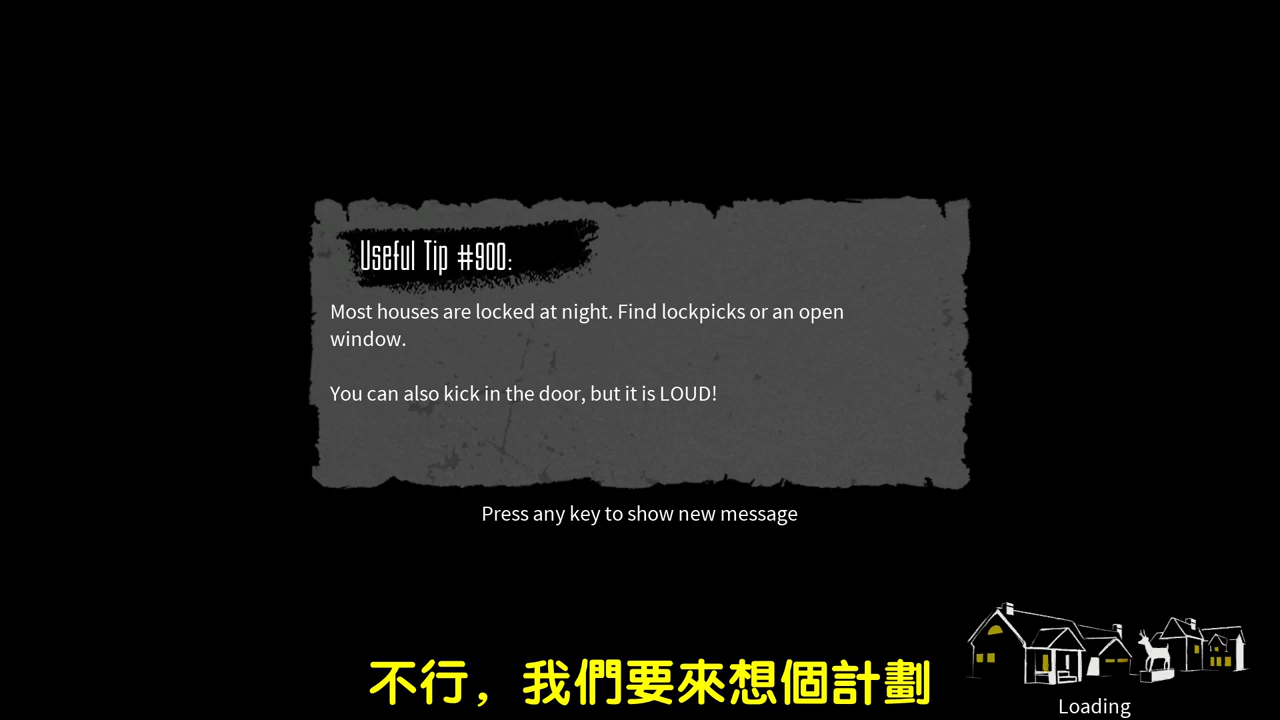 Useful Tip #900:
Most houses are locked at night. Find lockpicks or an open
window.
You can also kick in the door, but it is LOUD!
Press any key to show new message
不行，我們要來想個計劃
Loading